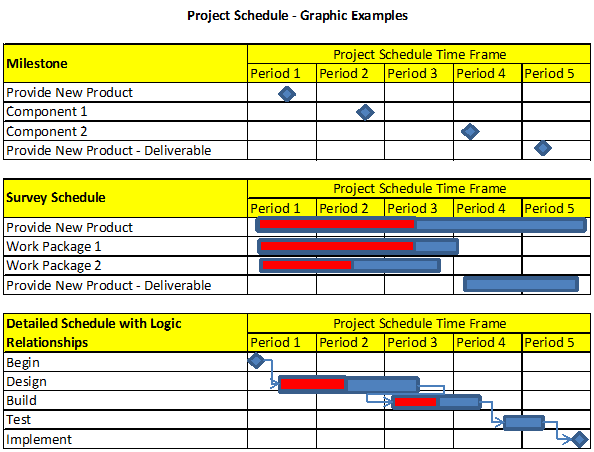 Project Schedule - Graphic Examples
Milestone
Project Schedule Time Frame
Period 1 Period 2 Period 3 Period 4 Period 5
Provide New Product
Component 1
Component 2
Provide New Product - Deliverable
Survey Schedule
Project Schedule Time Frame
Period 1 Period 2 Period 3 Period 4 Period 5
Provide New Product
Work Package 1
Work Package 2
Provide New Product - Deliverable
Detailed Schedule with Logic
Relationships
Project Schedule Time Frame
Period 1 Period 2 Period 3 Period 4 Period 5
Begin
Design
Build
Test
Implement